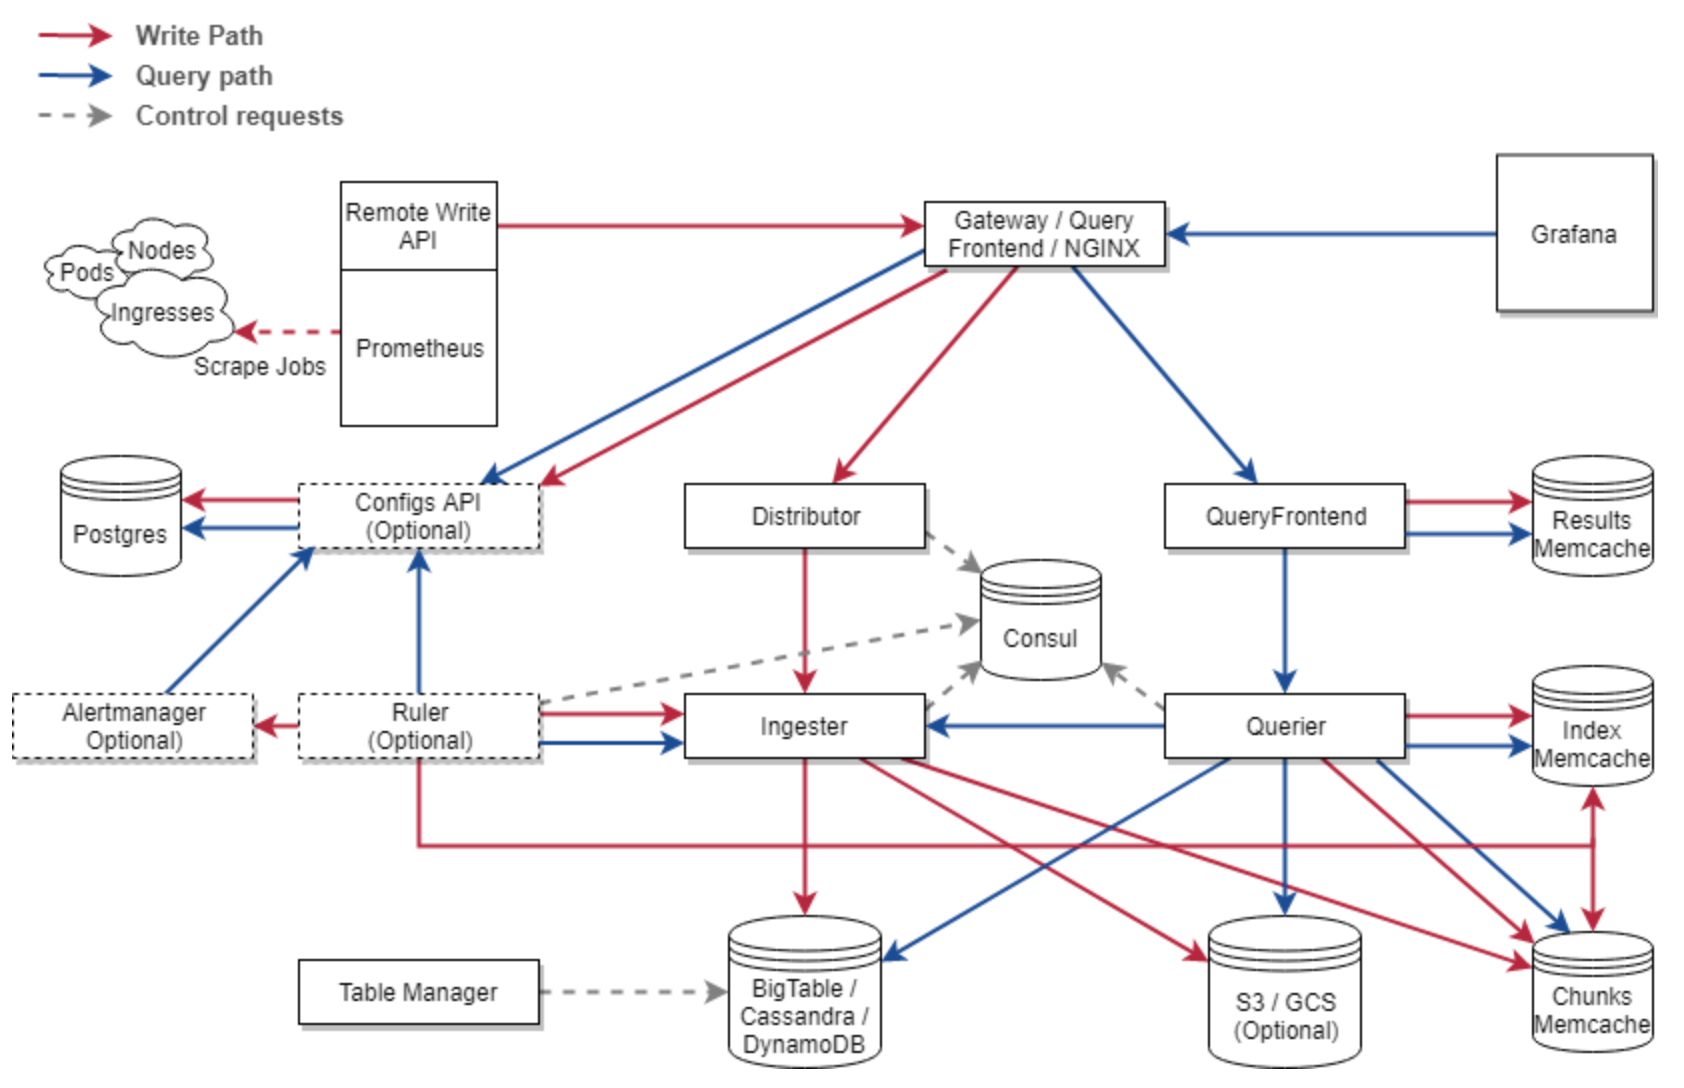 Write Path
Query path
Control requests
Remote Write
API
Gateway / Query
Frontend / NGINX
Grafana
Nodes
Pods
Ingresses
Prometheus
Scrape Jobs
Postgres
Configs API
(Optional)
Distributor
QueryFrontend
Results
Memcache
Consul
Alertmanager
Optional)
Ruler
(Optional)
Ingester
Querier
Index
Memcache
Table Manager
BigTable /
Cassandra /
DynamoDB
S3 / GCS
(Optional)
Chunks
Memcache